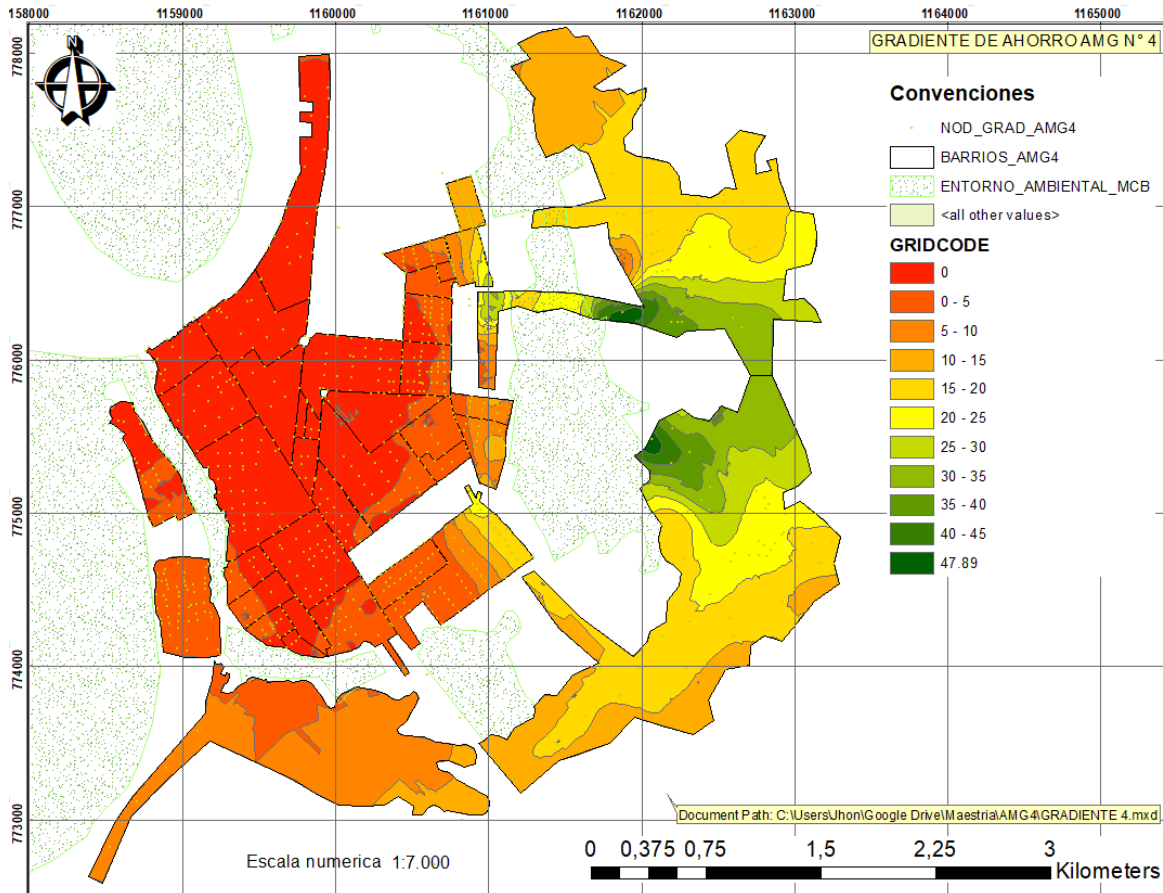 158000 1159000 1160000 1161000 1162000 1163000 1164000 1165000
GRADIENTE DE AHORRO AMG N° 4
N
778000
777000
776000
775000
774000
773000
Convenciones
NOD_GRAD_AMG4
BARRIOS_AMG4
ENTORNO_AMBIENTAL_MCB
<all other values>
GRIDCODE
0
0 - 5
5 - 10
10 - 15
15 - 20
20 - 25
25 - 30
30 - 35
35 - 40
40 - 45
47.89
Document Path: C:\Users\Jhon\Google Drive\Maestria\AMG4\GRADIENTE 4.mxd
Escala numerica 1:7.000
0 0,375 0,75 1,5 2,25 3
Kilometers